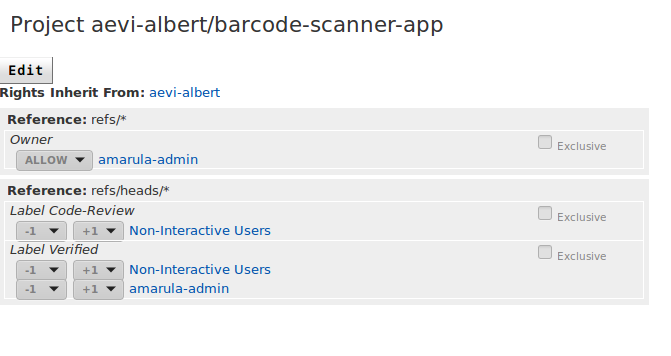 Project aevi-albert/barcode-scanner-app
Edit
Rights Inherit From: aevi-albert
Reference: refs/*
Owner
Exclusive
ALLOW amarula-admin
Reference: refs/heads/*
Label Code-Review
Exclusive
-1 +1 Non-Interactive Users
Label Verified
Exclusive
-1 +1 Non-Interactive Users
-1 +1 amarula-admin